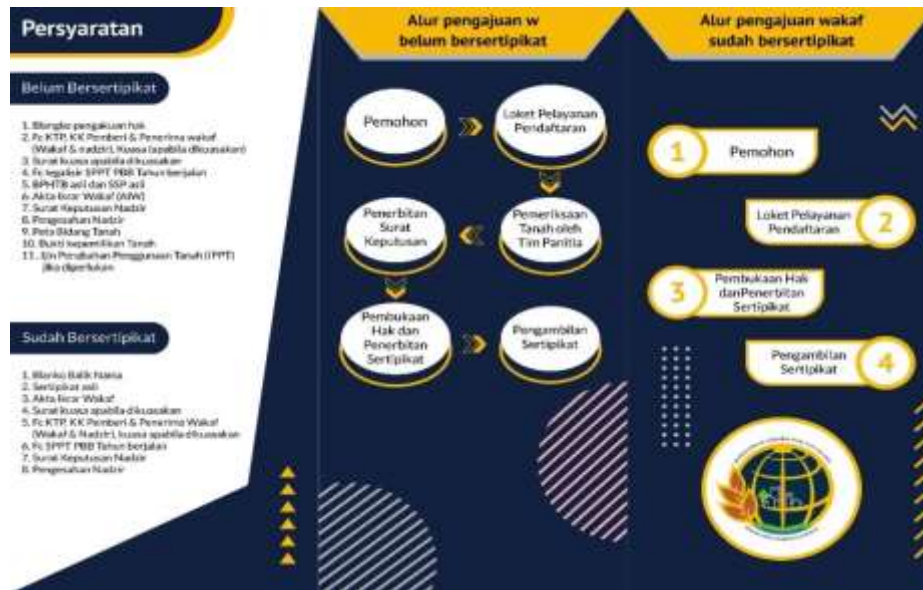 Persyaratan
Belum Bersertipikat
1. Blangko pengakuan hak
2. Fc KTP, KK Pemberi & Penerima wakaf
(Wakaf & nadzir), Kuasa (apabila dikuasakan)
3. Surat kuasa apabila dikuasakan
4. Fc legalisir SPPT PBB Tahun berjalan
5. BPHTB asli dan SSP asli
6. Akta Ikrar Wakaf (AIW)
7. Surat Keputusan Nadzir
8. Pengesahan Nadzir
9. Peta Bidang Tanah
10. Bukti kepemilikan Tanah
11. Ijin Perubahan Penggunaan Tanah (IPPT)
jika diperlukan
Sudah Bersertipikat
1. Blanko Balik Nama
2. Sertipikat asli
3. Akta Ikrar Wakaf
4. Surat kuasa apabila dikuasakan
5. Fc KTP, KK Pemberi & Penerima Wakaf
(Wakaf & Nadzir), kuasa apabila dikuasakan
6. Fc SPPT PBB Tahun berjalan
7. Surat Keputusan Nadzir
8. Pengesahan Nadzir
Alur pengajuan w
belum bersertipikat
Pemohon
Loket Pelayanan
Pendaftaran
Pemeriksaan
Tanah oleh
Tim Panitia
Penerbitan
Surat
Keputusan
Pembukaan
Hak dan
Penerbitan
Sertipikat
Pengambilan
Sertipikat
Alur pengajuan wakaf
sudah bersertipikat
1
Pemohon
Loket Pelayanan
Pendaftaran
2
3
Pembukaan Hak
danPenerbitan
Sertipikat
Pengambilan
Sertipikat
4